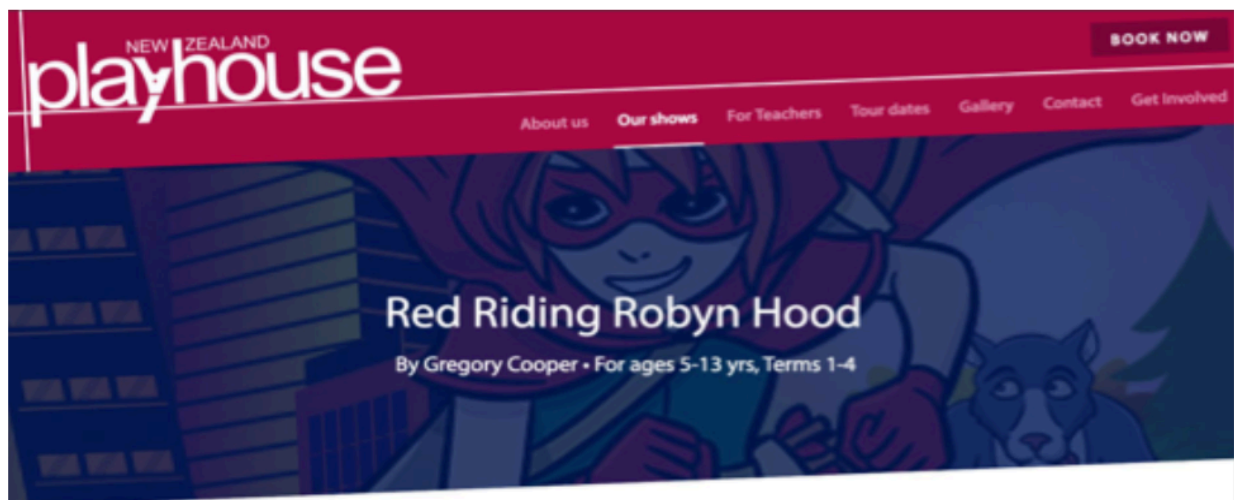 NEW ZEALAND
playhouse
BOOK NOW
About us Our shows For Teachers Tour dates Gallery Contact Get Involved
Red Riding Robyn Hood
By Gregory Cooper • For ages 5-13 yrs, Terms 1-4